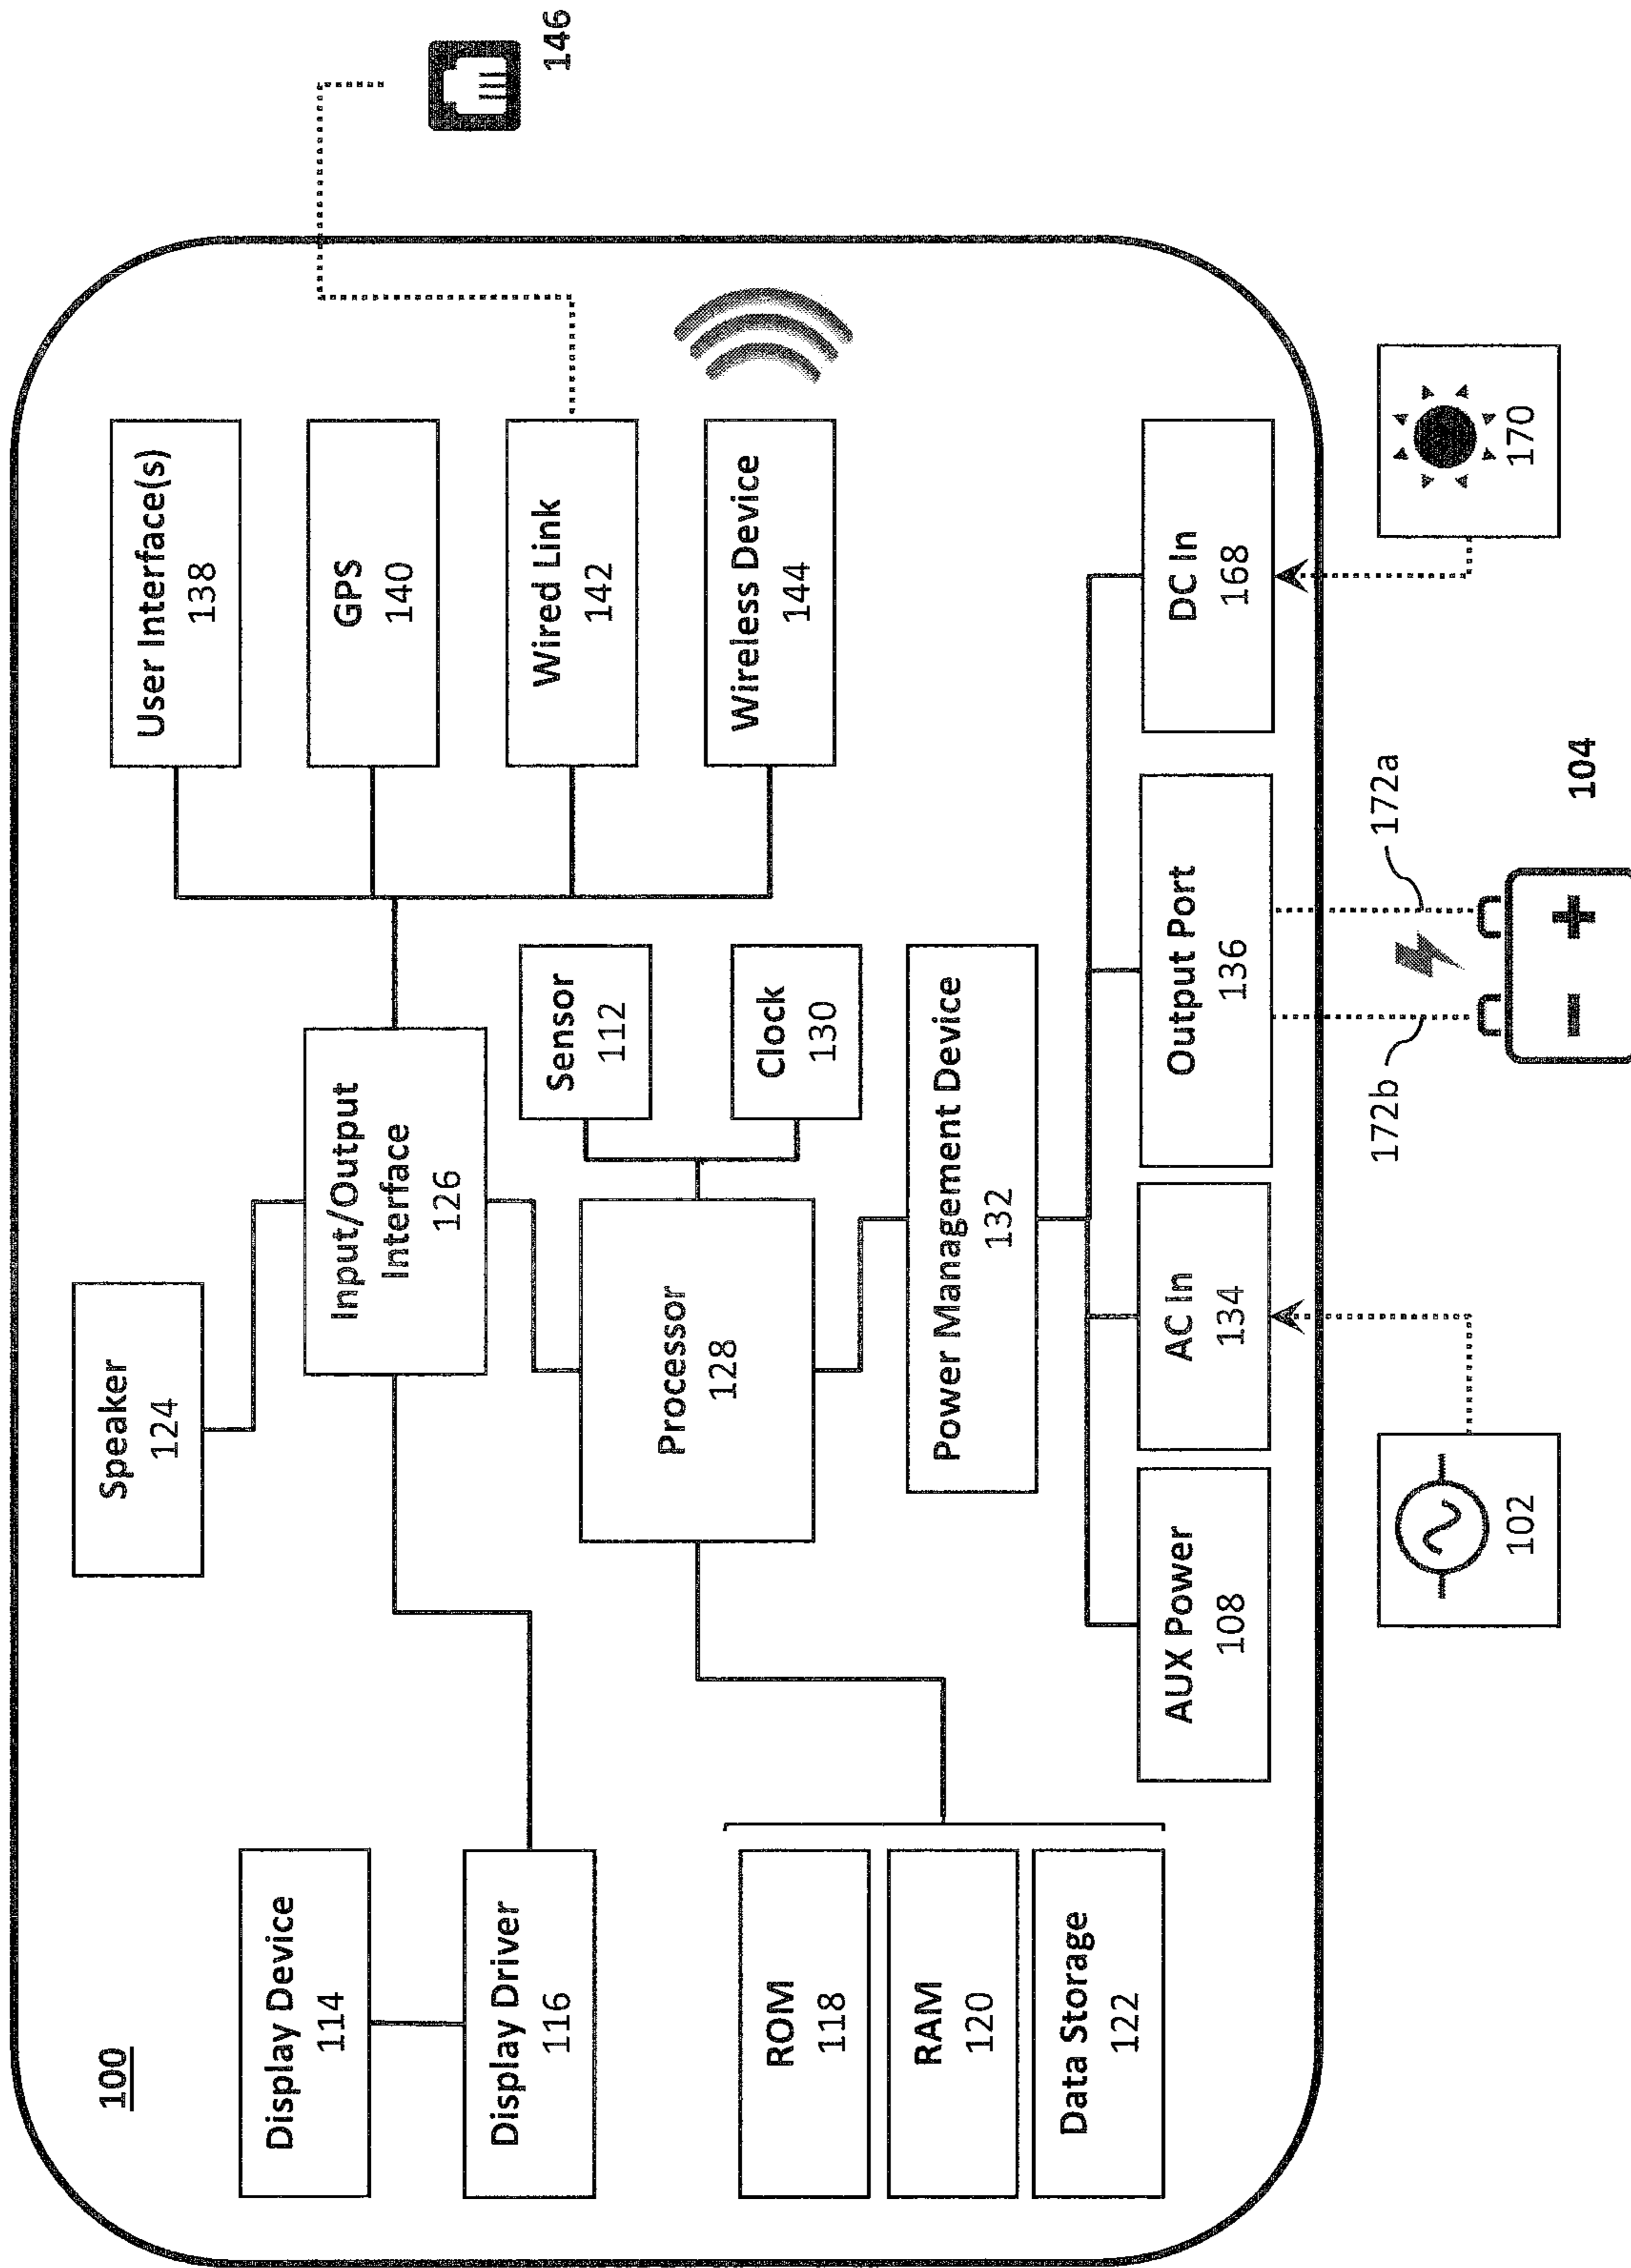 100
146
Speaker
124
User Interface(s)
138
Display Device
114
Input/Output
Interface
126
GPS
140
Display Driver
116
Sensor
112
Wired Link
142
Processor
128
Clock
130
Wireless Device
144
ROM
118
RAM
120
Data Storage
122
Power Management Device
132
AUX Power
108
AC In
134
Output Port
136
DC In
168
172b
172a
102
− +
104
170